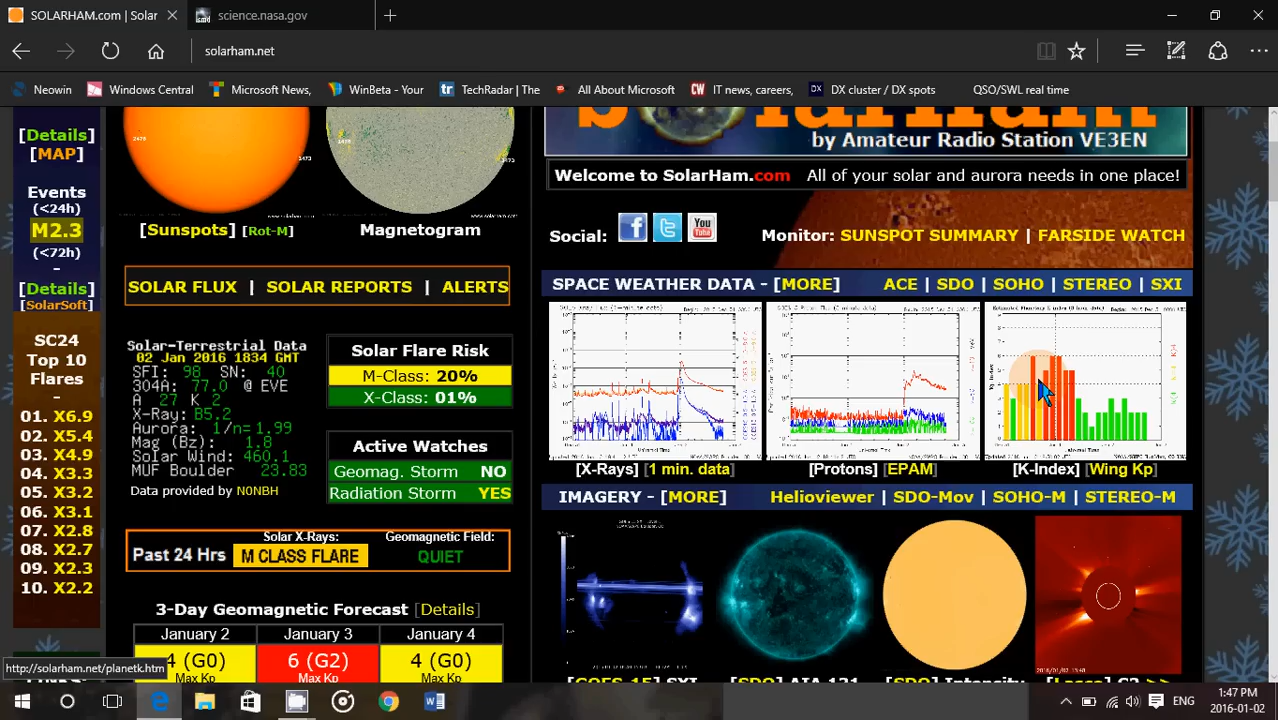 SOLARHAM.com | Solar
science.nasa.gov
solarham.net
Neowin
Windows Central
Microsoft News,
WinBeta - Your
TechRadar | The
All About Microsoft
IT news, careers,
DX cluster / DX spots
QSO/SWL real time
[Details]
[MAP]
Events
(<24h)
M2.3
(<72h)
-
[Details]
[SolarSoft]
SC24
Top 10
Flares
01. X6.9
02. X5.4
03. X4.9
04. X3.3
05. X3.2
06. X3.1
07. X2.8
08. X2.7
09. X2.3
10. X2.2
[Sunspots] [Rot-M]
Magnetogram
SOLAR FLUX | SOLAR REPORTS | ALERTS
Solar-Terrestrial Data
02 Jan 2016 1834 GMT
SFI: 98 SN: 40
304A: 77.0 @ EVE
A 27 K 2
X-Ray: B5.2
Aurora: 1/n=1.99
Mag (Bz): 1.8
Solar Wind: 460.1
MUF Boulder 23.83
Data provided by N0NBH
Solar Flare Risk
M-Class: 20%
X-Class: 01%
Active Watches
Geomag. Storm NO
Radiation Storm YES
Past 24 Hrs
Solar X-Rays:
M CLASS FLARE
Geomagnetic Field:
QUIET
3-Day Geomagnetic Forecast [Details]
January 2 January 3 January 4
4 (G0) 6 (G2) 4 (G0)
Max Kp Max Kp Max Kp
by Amateur Radio Station VE3EN
Welcome to SolarHam.com All of your solar and aurora needs in one place!
Social:
You
Monitor: SUNSPOT SUMMARY | FARSIDE WATCH
SPACE WEATHER DATA - [MORE]
ACE | SDO | SOHO | STEREO | SXI
[X-Rays] [1 min. data]
[Protons] [EPAM]
[K-Index] [Wing Kp]
IMAGERY - [MORE]
Helioviewer | SDO-Mov | SOHO-M | STEREO-M
[GOES-15] SXI
[SDO] AIA 131
[SDO] Intensity
[Lasco] C2 >>
http://solarham.net/planetk.htm
ENG
1:47 PM
2016-01-02